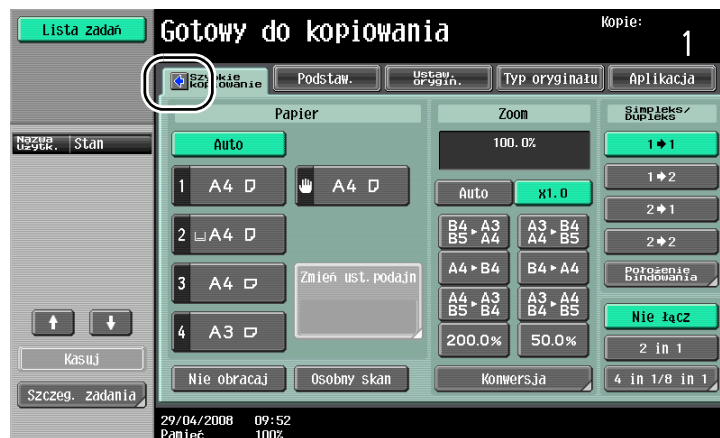 Lista zadań
Gotowy do kopiowania
Kopie:
1
Szybkie
kopiowanie
Podstaw.
Ustaw.
orygin.
Typ oryginału
Aplikacja
Nazwa
użytk.
Stan
Papier
Auto
1 A4
A4
2 A4
3 A4
4 A3
Zmień ust.podajn
Nie obracaj
Osobny skan
Zoom
100.0%
Auto
x1.0
B4▸A3
B5▸A4
A3▸B4
A4▸B5
A4▸B4
B4▸A4
A4▸A3
B5▸B4
A3▸A4
B4▸B5
200.0%
50.0%
Konwersja
Simpleks/
Dupleks
1➔1
1➔2
2➔1
2➔2
Położenie
bindowania
Nie łącz
2 in 1
4 in 1/8 in 1
Kasuj
Szczeg. zadania
29/04/2008 09:52
Pamięć 100%